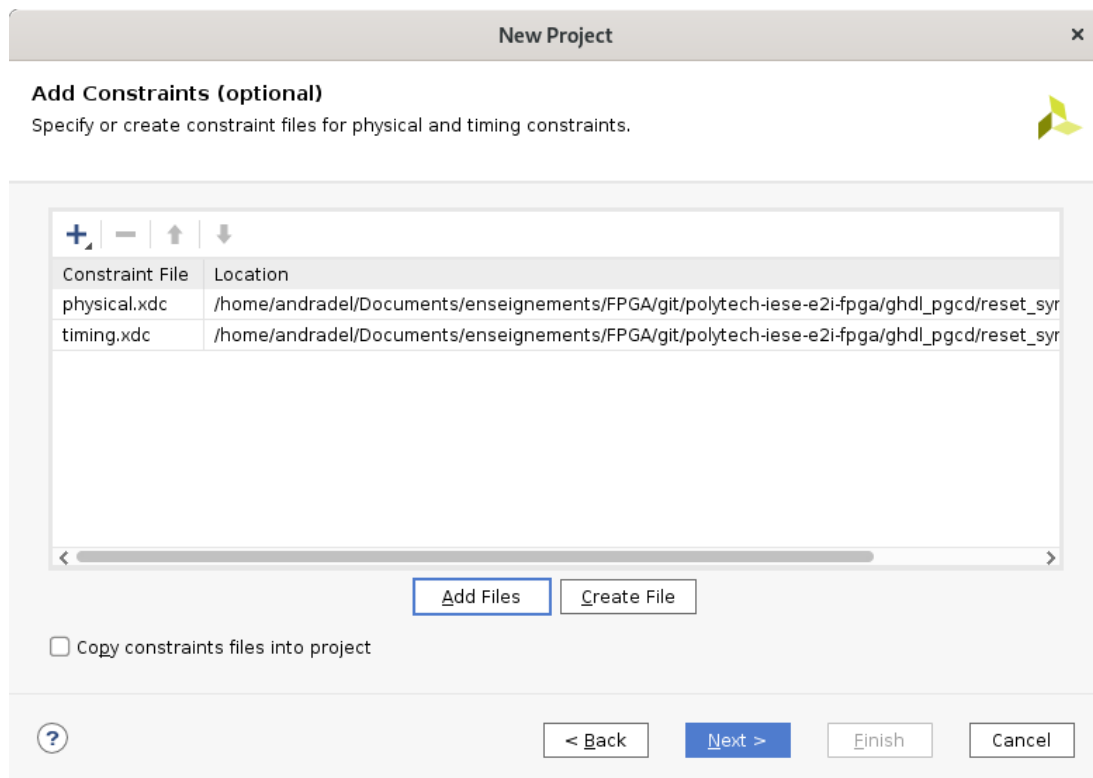 New Project
Add Constraints (optional)
Specify or create constraint files for physical and timing constraints.
Constraint File Location
physical.xdc /home/andradel/Documents/enseignements/FPGA/git/polytech-iese-e2i-fpga/ghdl_pgcd/reset_syr
timing.xdc /home/andradel/Documents/enseignements/FPGA/git/polytech-iese-e2i-fpga/ghdl_pgcd/reset_syr
Add Files Create File
Copy constraints files into project
? < Back Next > Finish Cancel